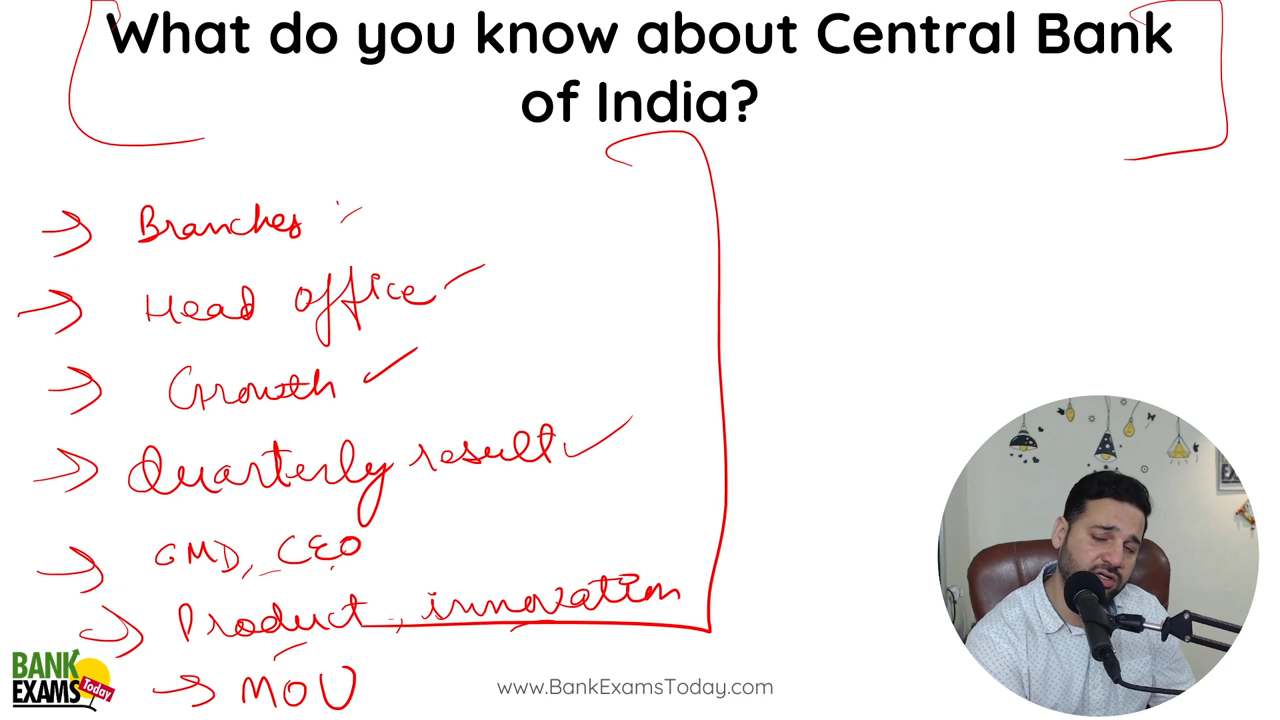 What do you know about Central Bank
of India?
→ Branches :-
→ Head office ✓
→ Growth ✓
→ Quarterly result ✓
→ CMD, CEO
→ Product, innovation
→ MOU
BANK
EXAMS
Today
www.BankExamsToday.com